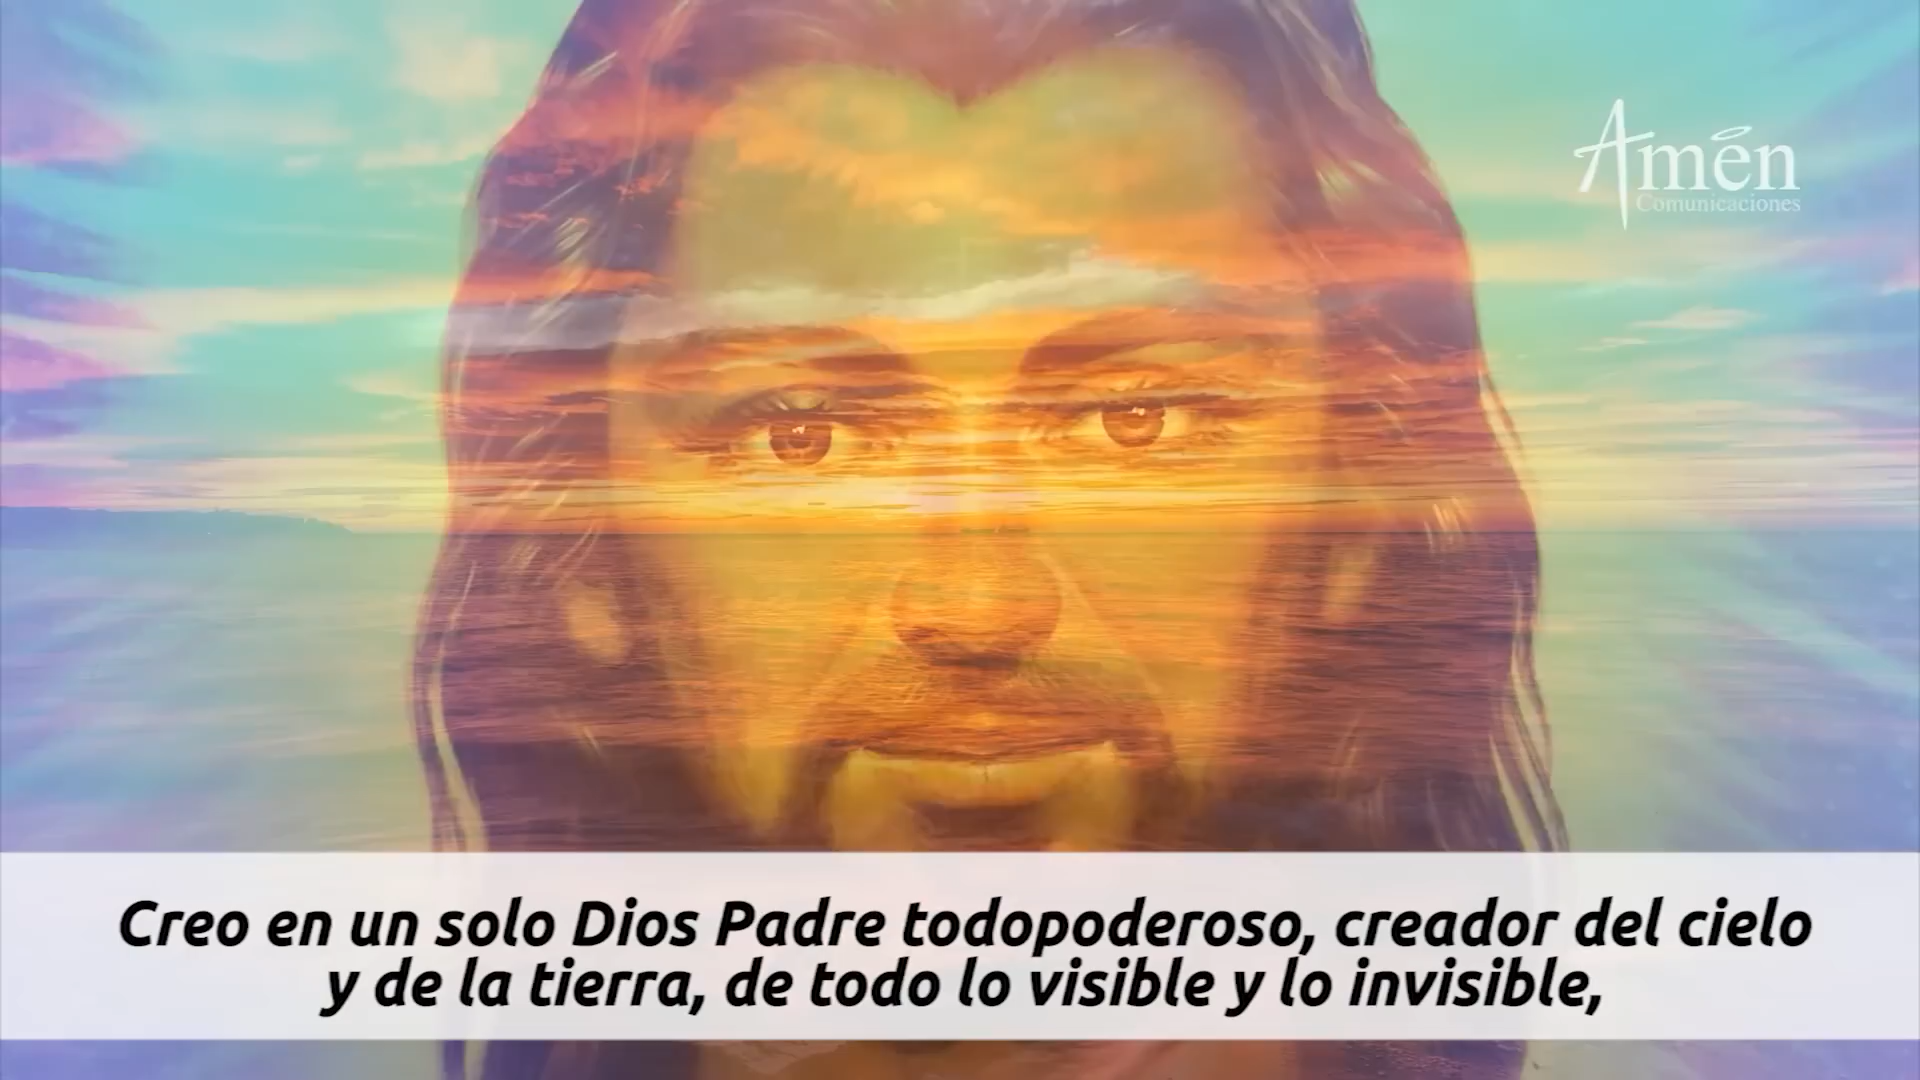 Amén
Comunicaciones
Creo en un solo Dios Padre todopoderoso, creador del cielo
y de la tierra, de todo lo visible y lo invisible,